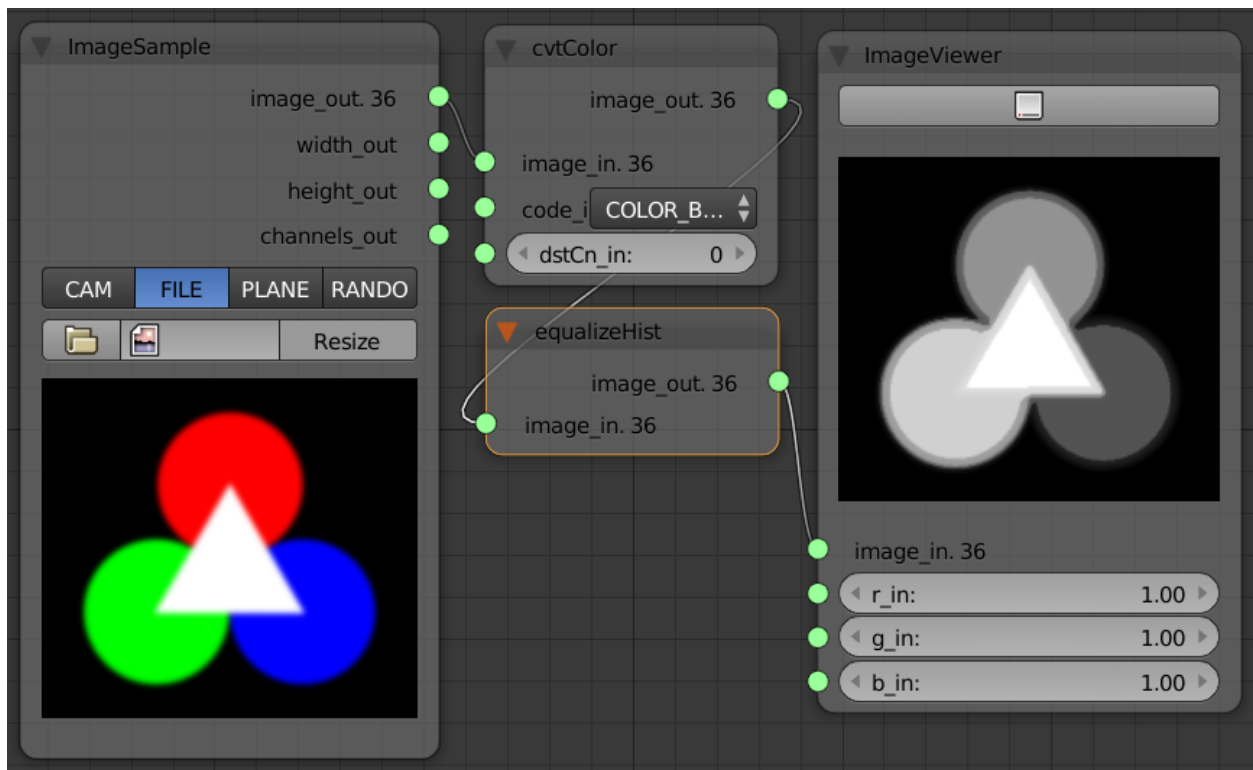 ImageSample
image_out. 36
width_out
height_out
channels_out
CAM FILE PLANE RANDO
Resize
cvtColor
image_out. 36
image_in. 36
code_i COLOR_B...
dstCn_in: 0
equalizeHist
image_out. 36
image_in. 36
ImageViewer
image_in. 36
r_in: 1.00
g_in: 1.00
b_in: 1.00